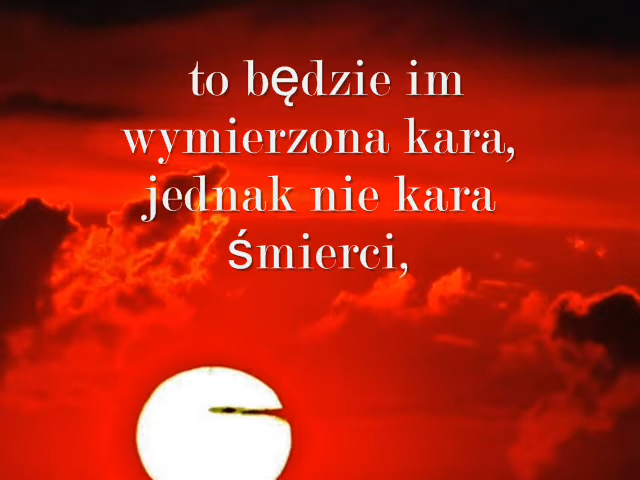 to będzie im
wymierzona kara,
jednak nie kara
śmierci,